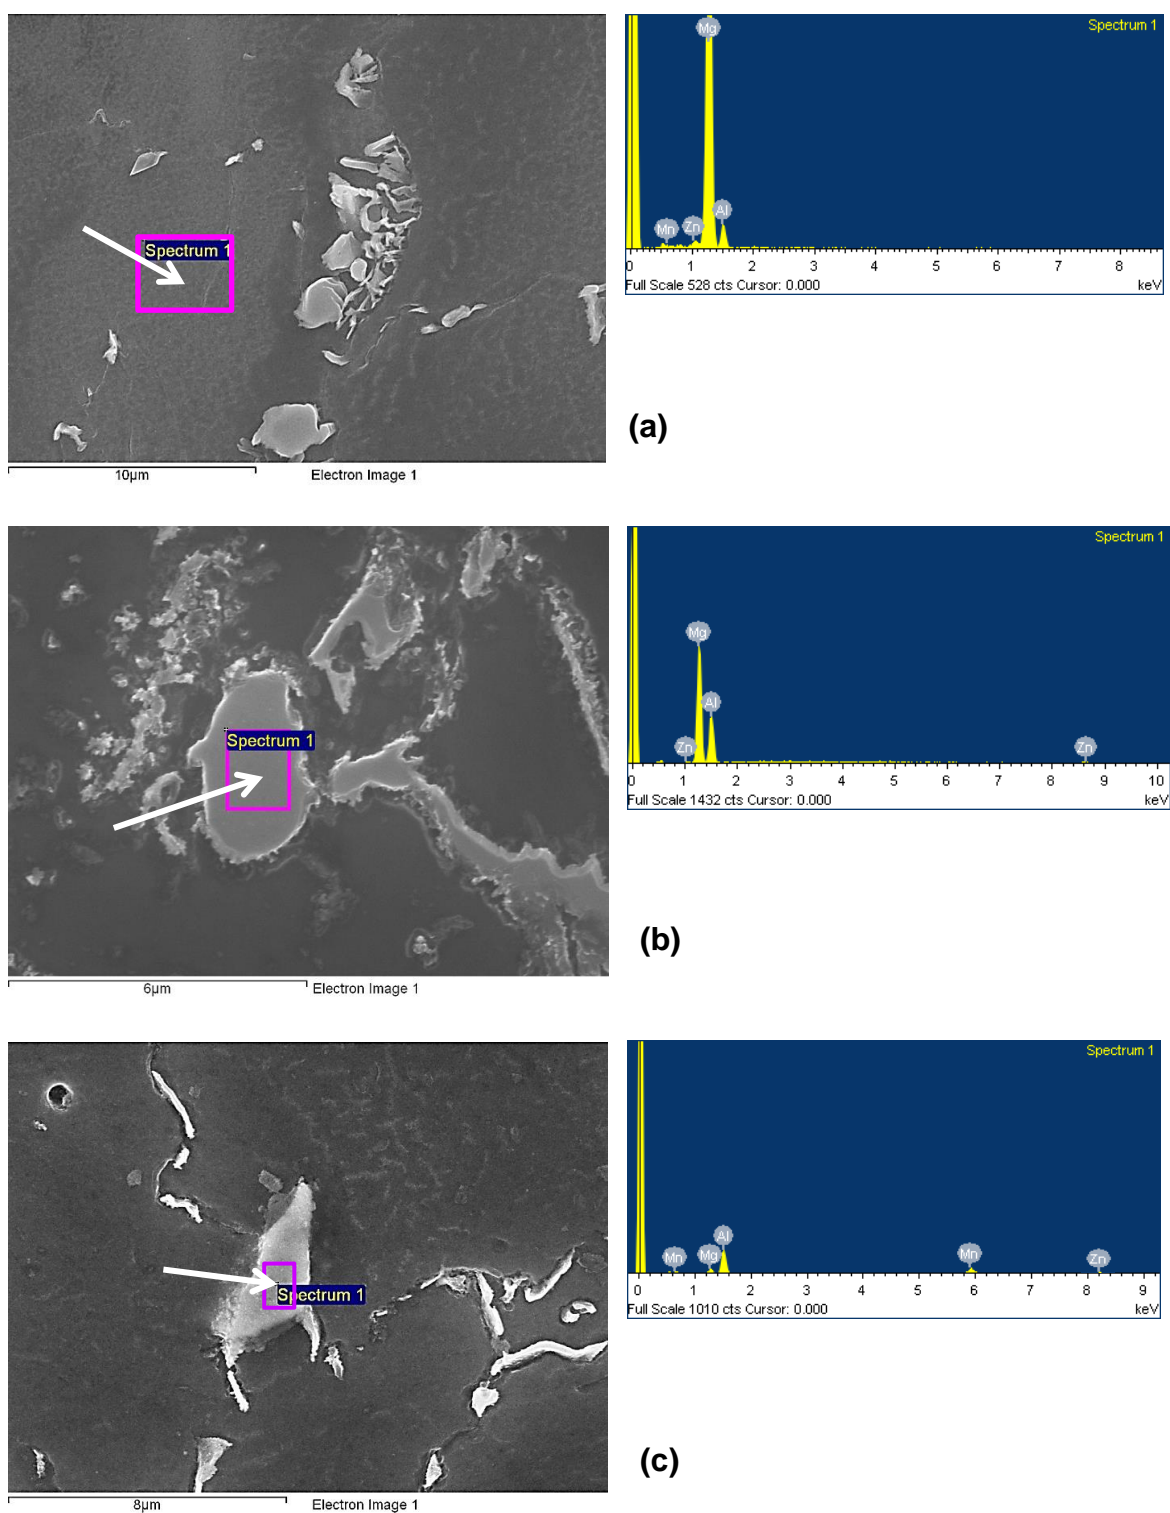 Spectrum 1
10µm
Electron Image 1
Spectrum 1
Mg
Mn
Zn
Al
0 1 2 3 4 5 6 7 8
Full Scale 528 cts Cursor: 0.000
keV
(a)
Spectrum 1
6µm
Electron Image 1
Spectrum 1
Mg
Al
Zn
Zn
0 1 2 3 4 5 6 7 8 9 10
Full Scale 1432 cts Cursor: 0.000
keV
(b)
Spectrum 1
8µm
Electron Image 1
Spectrum 1
Mn
Mg
Al
Mn
Zn
0 1 2 3 4 5 6 7 8 9
Full Scale 1010 cts Cursor: 0.000
keV
(c)